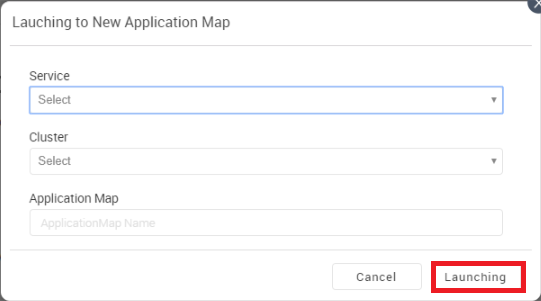 Lauching to New Application Map
Service
Select
Cluster
Select
Application Map
ApplicationMap Name
Cancel
Launching